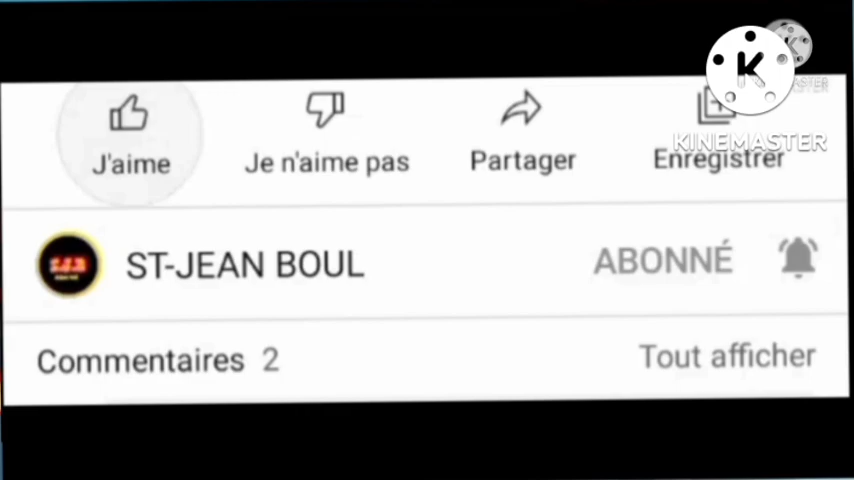 J'aime
Je n'aime pas
Partager
Enregistrer
KINEMASTER
ST-JEAN BOUL
ABONNÉ
Commentaires 2
Tout afficher